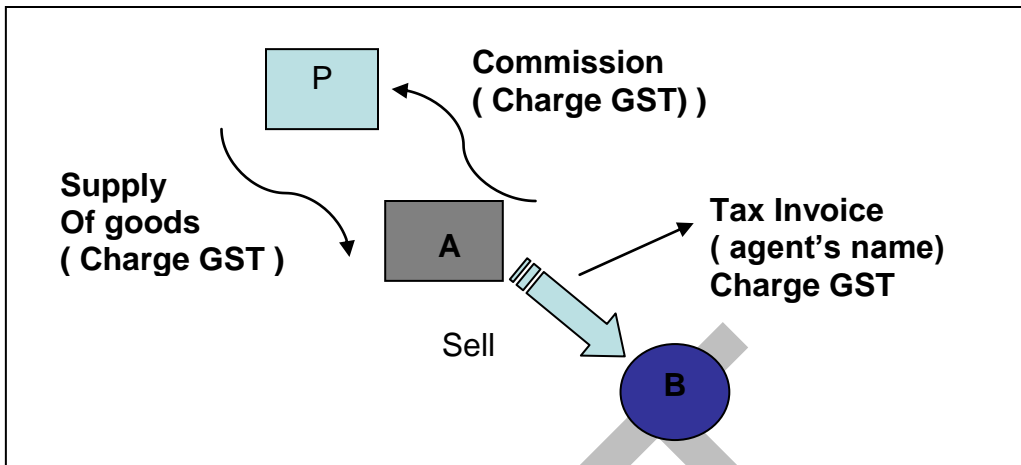 P
Commission
( Charge GST) )
Supply
Of goods
( Charge GST )
A
Tax Invoice
( agent's name)
Charge GST
Sell
B